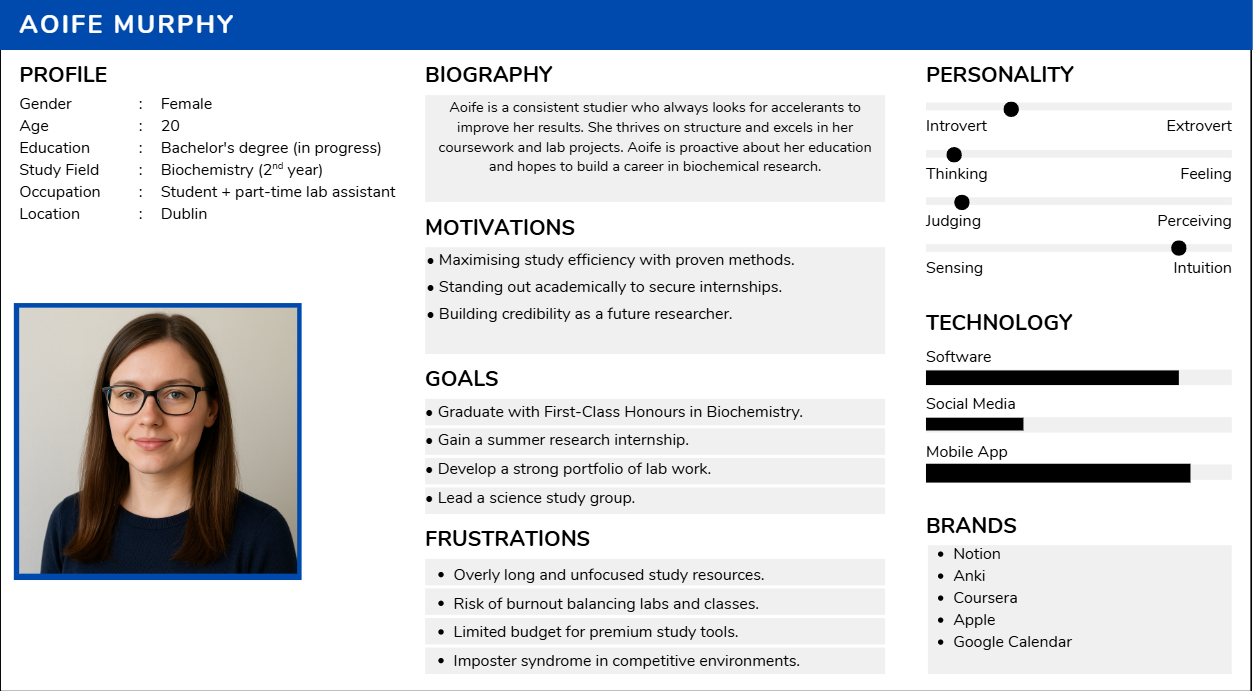 AOIFE MURPHY
PROFILE
Gender : Female
Age : 20
Education : Bachelor's degree (in progress)
Study Field : Biochemistry (2nd year)
Occupation : Student + part-time lab assistant
Location : Dublin
BIOGRAPHY
Aoife is a consistent studier who always looks for accelerants to
improve her results. She thrives on structure and excels in her
coursework and lab projects. Aoife is proactive about her education
and hopes to build a career in biochemical research.
MOTIVATIONS
• Maximising study efficiency with proven methods.
• Standing out academically to secure internships.
• Building credibility as a future researcher.
GOALS
• Graduate with First-Class Honours in Biochemistry.
• Gain a summer research internship.
• Develop a strong portfolio of lab work.
• Lead a science study group.
FRUSTRATIONS
• Overly long and unfocused study resources.
• Risk of burnout balancing labs and classes.
• Limited budget for premium study tools.
• Imposter syndrome in competitive environments.
PERSONALITY
Introvert Extrovert
Thinking Feeling
Judging Perceiving
Sensing Intuition
TECHNOLOGY
Software
Social Media
Mobile App
BRANDS
• Notion
• Anki
• Coursera
• Apple
• Google Calendar